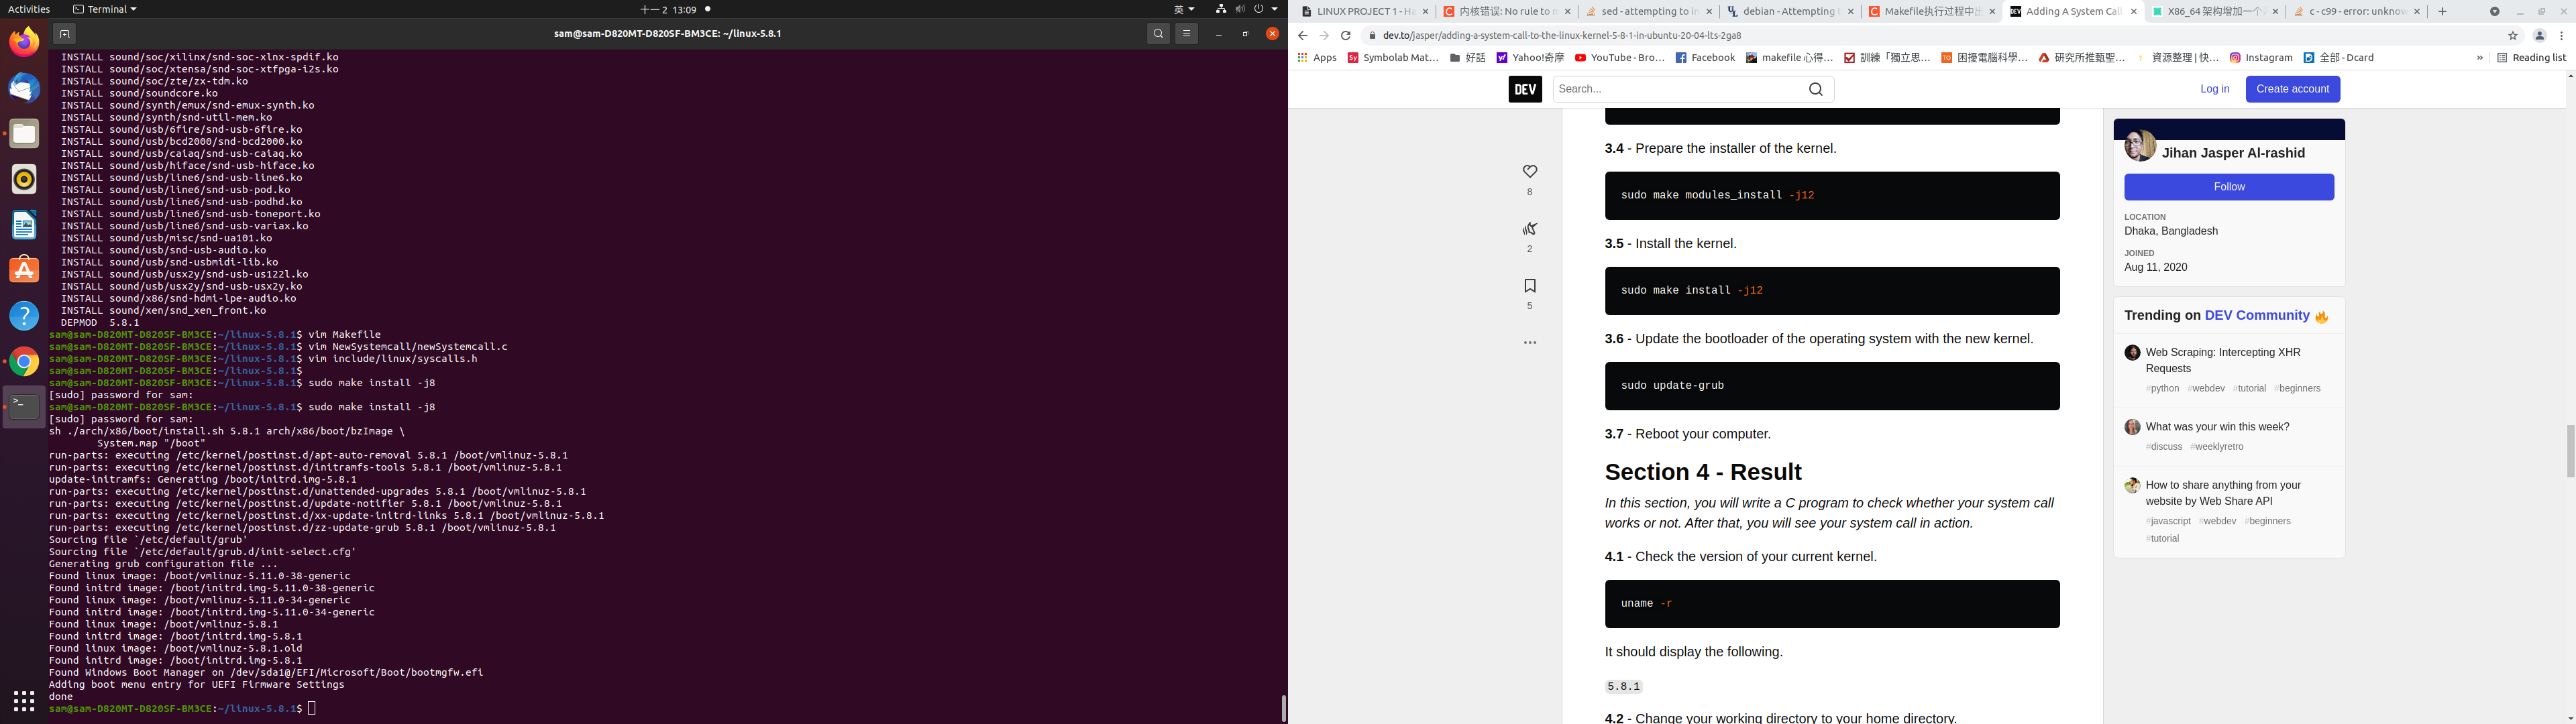 Activities
Terminal
十一 2 13:09
英
sam@sam-D820MT-D820SF-BM3CE: ~/linux-5.8.1
INSTALL sound/soc/xilinx/snd-soc-xlnx-spdif.ko
INSTALL sound/soc/xtensa/snd-soc-xtfpga-i2s.ko
INSTALL sound/soc/zte/zx-tdm.ko
INSTALL sound/soundcore.ko
INSTALL sound/synth/emux/snd-emux-synth.ko
INSTALL sound/synth/snd-util-mem.ko
INSTALL sound/usb/6fire/snd-usb-6fire.ko
INSTALL sound/usb/bcd2000/snd-bcd2000.ko
INSTALL sound/usb/caiaq/snd-usb-caiaq.ko
INSTALL sound/usb/hiface/snd-usb-hiface.ko
INSTALL sound/usb/line6/snd-usb-line6.ko
INSTALL sound/usb/line6/snd-usb-pod.ko
INSTALL sound/usb/line6/snd-usb-podhd.ko
INSTALL sound/usb/line6/snd-usb-toneport.ko
INSTALL sound/usb/line6/snd-usb-variax.ko
INSTALL sound/usb/misc/snd-ua101.ko
INSTALL sound/usb/snd-usb-audio.ko
INSTALL sound/usb/snd-usbmidi-lib.ko
INSTALL sound/usb/usx2y/snd-usb-us122l.ko
INSTALL sound/usb/usx2y/snd-usb-usx2y.ko
INSTALL sound/x86/snd-hdmi-lpe-audio.ko
INSTALL sound/xen/snd_xen_front.ko
DEPMOD 5.8.1
sam@sam-D820MT-D820SF-BM3CE:~/linux-5.8.1$ vim Makefile
sam@sam-D820MT-D820SF-BM3CE:~/linux-5.8.1$ vim NewSystemcall/newSystemcall.c
sam@sam-D820MT-D820SF-BM3CE:~/linux-5.8.1$ vim include/linux/syscalls.h
sam@sam-D820MT-D820SF-BM3CE:~/linux-5.8.1$
sam@sam-D820MT-D820SF-BM3CE:~/linux-5.8.1$ sudo make install -j8
[sudo] password for sam:
sam@sam-D820MT-D820SF-BM3CE:~/linux-5.8.1$ sudo make install -j8
[sudo] password for sam:
sh ./arch/x86/boot/install.sh 5.8.1 arch/x86/boot/bzImage \
System.map "/boot"
run-parts: executing /etc/kernel/postinst.d/apt-auto-removal 5.8.1 /boot/vmlinuz-5.8.1
run-parts: executing /etc/kernel/postinst.d/initramfs-tools 5.8.1 /boot/vmlinuz-5.8.1
update-initramfs: Generating /boot/initrd.img-5.8.1
run-parts: executing /etc/kernel/postinst.d/unattended-upgrades 5.8.1 /boot/vmlinuz-5.8.1
run-parts: executing /etc/kernel/postinst.d/update-notifier 5.8.1 /boot/vmlinuz-5.8.1
run-parts: executing /etc/kernel/postinst.d/xx-update-initrd-links 5.8.1 /boot/vmlinuz-5.8.1
run-parts: executing /etc/kernel/postinst.d/zz-update-grub 5.8.1 /boot/vmlinuz-5.8.1
Sourcing file `/etc/default/grub'
Sourcing file `/etc/default/grub.d/init-select.cfg'
Generating grub configuration file ...
Found linux image: /boot/vmlinuz-5.11.0-38-generic
Found initrd image: /boot/initrd.img-5.11.0-38-generic
Found linux image: /boot/vmlinuz-5.11.0-34-generic
Found initrd image: /boot/initrd.img-5.11.0-34-generic
Found linux image: /boot/vmlinuz-5.8.1
Found initrd image: /boot/initrd.img-5.8.1
Found linux image: /boot/vmlinuz-5.8.1.old
Found initrd image: /boot/initrd.img-5.8.1
Found Windows Boot Manager on /dev/sda1@/EFI/Microsoft/Boot/bootmgfw.efi
Adding boot menu entry for UEFI Firmware Settings
done
sam@sam-D820MT-D820SF-BM3CE:~/linux-5.8.1$
LINUX PROJECT 1 - Ha
内核错误: No rule to m
sed - attempting to in
debian - Attempting
Makefile执行过程中出
Adding A System Call
X86_64 架构增加一个
c - c99 - error: unknow
dev.to/jasper/adding-a-system-call-to-the-linux-kernel-5-8-1-in-ubuntu-20-04-lts-2ga8
Apps
Symbolab Mat...
好話
Yahoo!奇摩
YouTube - Bro...
Facebook
makefile 心得...
訓練「獨立思...
困擾電腦科學...
研究所推甄聖...
資源整理 | 快...
Instagram
全部 - Dcard
»
Reading list
DEV
Search...
Log in
Create account
8
2
5
3.4 - Prepare the installer of the kernel.
sudo make modules_install -j12
3.5 - Install the kernel.
sudo make install -j12
3.6 - Update the bootloader of the operating system with the new kernel.
sudo update-grub
3.7 - Reboot your computer.
Section 4 - Result
In this section, you will write a C program to check whether your system call
works or not. After that, you will see your system call in action.
4.1 - Check the version of your current kernel.
uname -r
It should display the following.
5.8.1
4.2 - Change your working directory to your home directory.
Jihan Jasper Al-rashid
Follow
LOCATION
Dhaka, Bangladesh
JOINED
Aug 11, 2020
Trending on DEV Community
Web Scraping: Intercepting XHR
Requests
#python #webdev #tutorial #beginners
What was your win this week?
#discuss #weeklyretro
How to share anything from your
website by Web Share API
#javascript #webdev #beginners
#tutorial